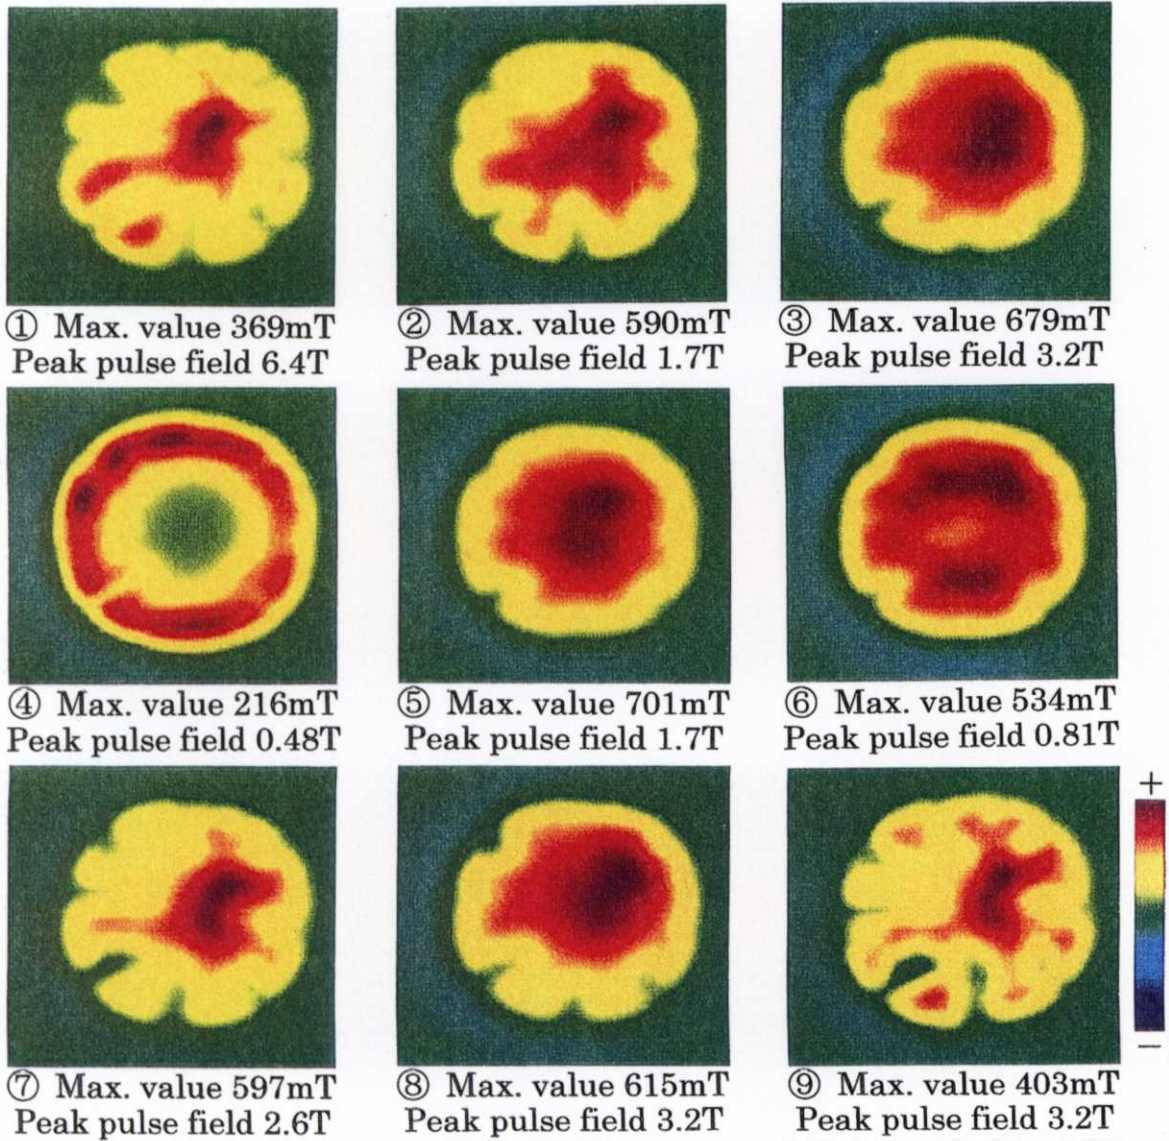 ① Max. value 369mT
Peak pulse field 6.4T
② Max. value 590mT
Peak pulse field 1.7T
③ Max. value 679mT
Peak pulse field 3.2T
④ Max. value 216mT
Peak pulse field 0.48T
⑤ Max. value 701mT
Peak pulse field 1.7T
⑥ Max. value 534mT
Peak pulse field 0.81T
+
⑦ Max. value 597mT
Peak pulse field 2.6T
⑧ Max. value 615mT
Peak pulse field 3.2T
⑨ Max. value 403mT
Peak pulse field 3.2T
−